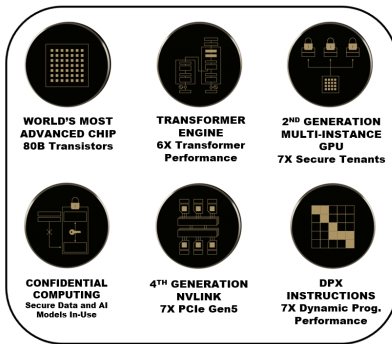 WORLD'S MOST
ADVANCED CHIP
80B Transistors
TRANSFORMER
ENGINE
6X Transformer
Performance
2ND GENERATION
MULTI-INSTANCE
GPU
7X Secure Tenants
CONFIDENTIAL
COMPUTING
Secure Data and AI
Models In-Use
4TH GENERATION
NVLINK
7X PCIe Gen5
DPX
INSTRUCTIONS
7X Dynamic Prog.
Performance